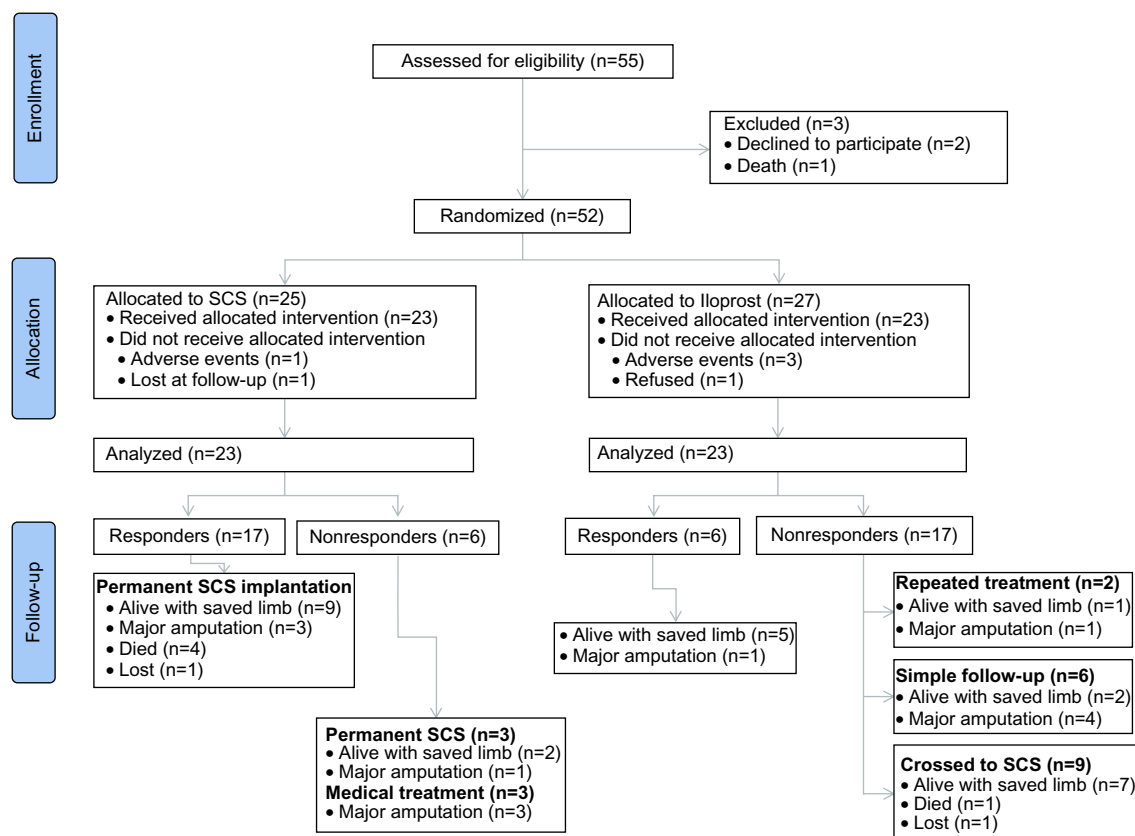 Enrollment
Assessed for eligibility (n=55)
Excluded (n=3)
• Declined to participate (n=2)
• Death (n=1)
Randomized (n=52)
Allocation
Allocated to SCS (n=25)
• Received allocated intervention (n=23)
• Did not receive allocated intervention
• Adverse events (n=1)
• Lost at follow-up (n=1)
Allocated to Iloprost (n=27)
• Received allocated intervention (n=23)
• Did not receive allocated intervention
• Adverse events (n=3)
• Refused (n=1)
Analyzed (n=23)
Analyzed (n=23)
Follow-up
Responders (n=17)
Nonresponders (n=6)
Responders (n=6)
Nonresponders (n=17)
Permanent SCS implantation
• Alive with saved limb (n=9)
• Major amputation (n=3)
• Died (n=4)
• Lost (n=1)
Permanent SCS (n=3)
• Alive with saved limb (n=2)
• Major amputation (n=1)
Medical treatment (n=3)
• Major amputation (n=3)
• Alive with saved limb (n=5)
• Major amputation (n=1)
Repeated treatment (n=2)
• Alive with saved limb (n=1)
• Major amputation (n=1)
Simple follow-up (n=6)
• Alive with saved limb (n=2)
• Major amputation (n=4)
Crossed to SCS (n=9)
• Alive with saved limb (n=7)
• Died (n=1)
• Lost (n=1)